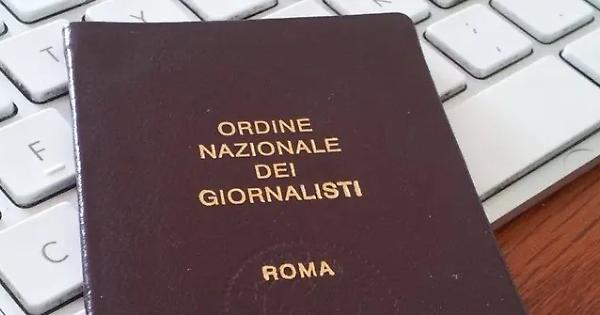 ORDINE
NAZIONALE
DEI
GIORNALISTI
ROMA
T
Y
F
C